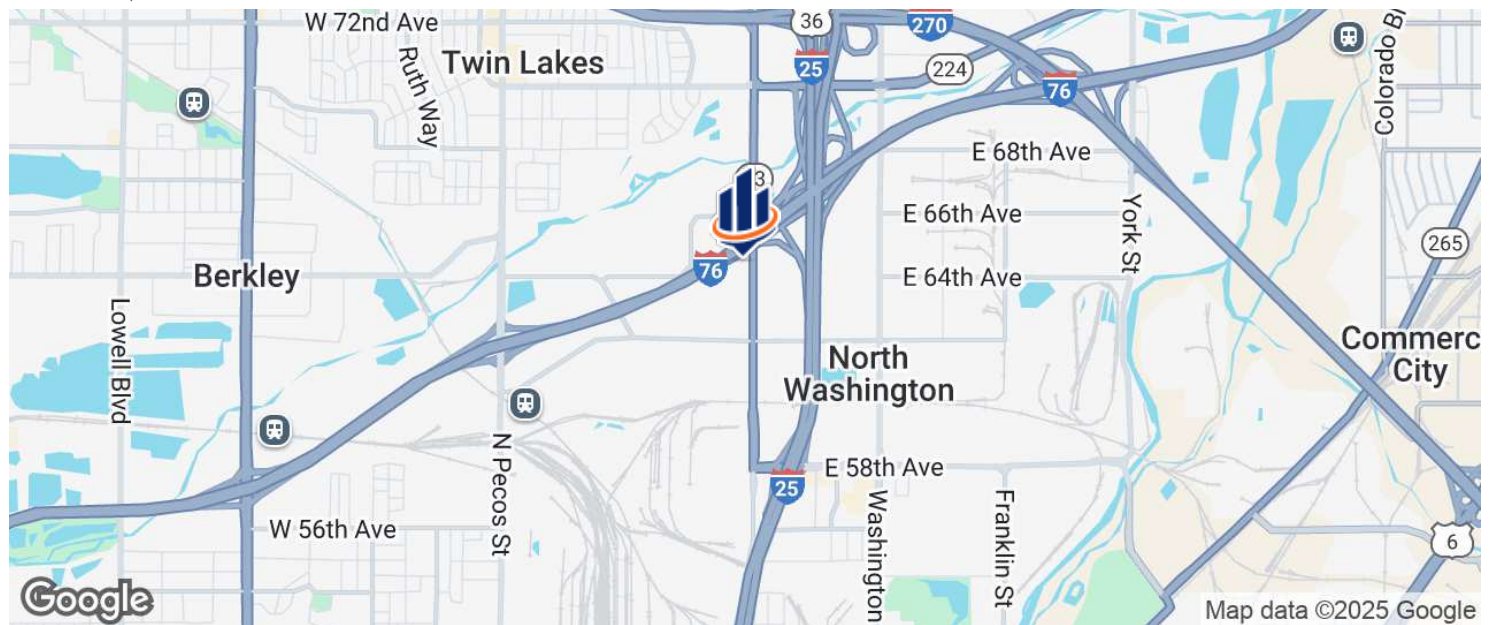 W 72nd Ave
36
270
Twin Lakes
Ruth Way
25
224
76
Colorado
E 68th Ave
E 66th Ave
York St
265
Berkley
76
E 64th Ave
Lowell Blvd
North
Washington
Commerc
City
N Pecos St
E 58th Ave
25
Washington
Franklin St
W 56th Ave
6
Google
Map data ©2025 Google